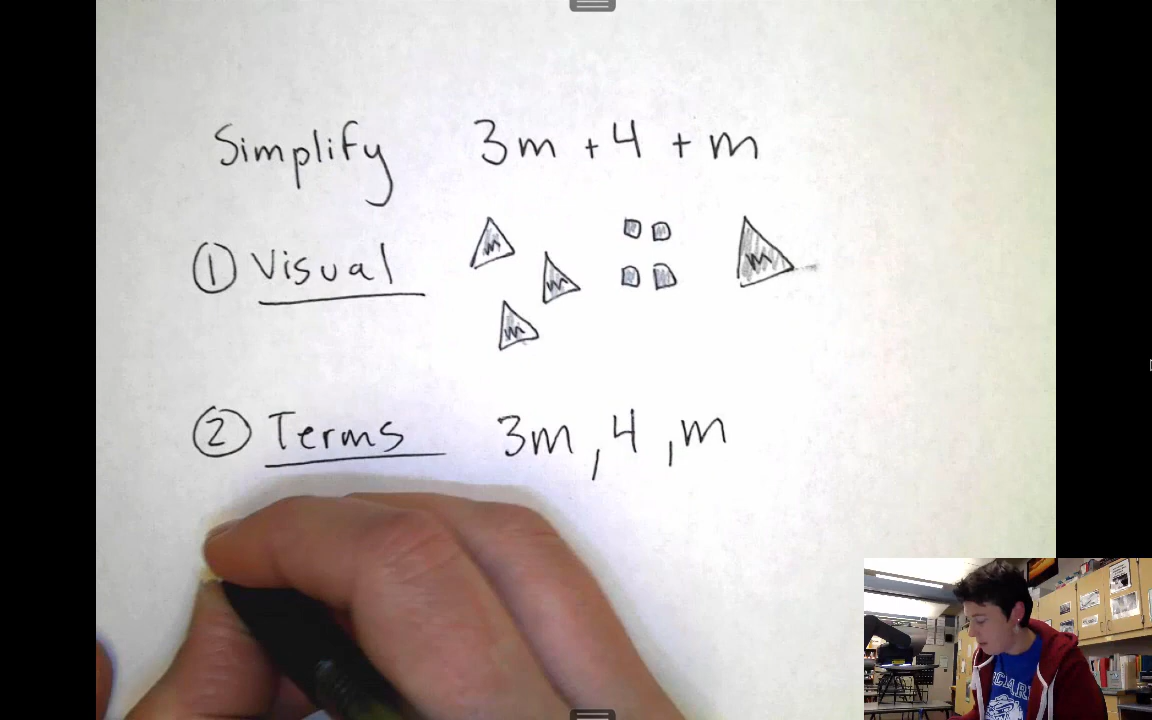 Simplify 3m + 4 + m
① Visual m m m m
② Terms 3m, 4, m